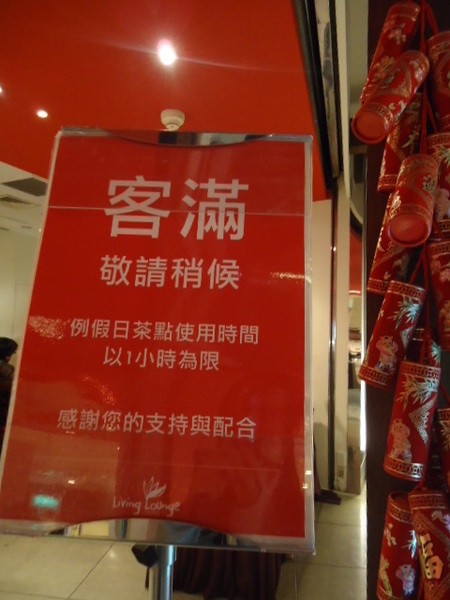 客滿
敬請稍候
例假日茶點使用時間
以1小時為限
感謝您的支持與配合
Living Lounge